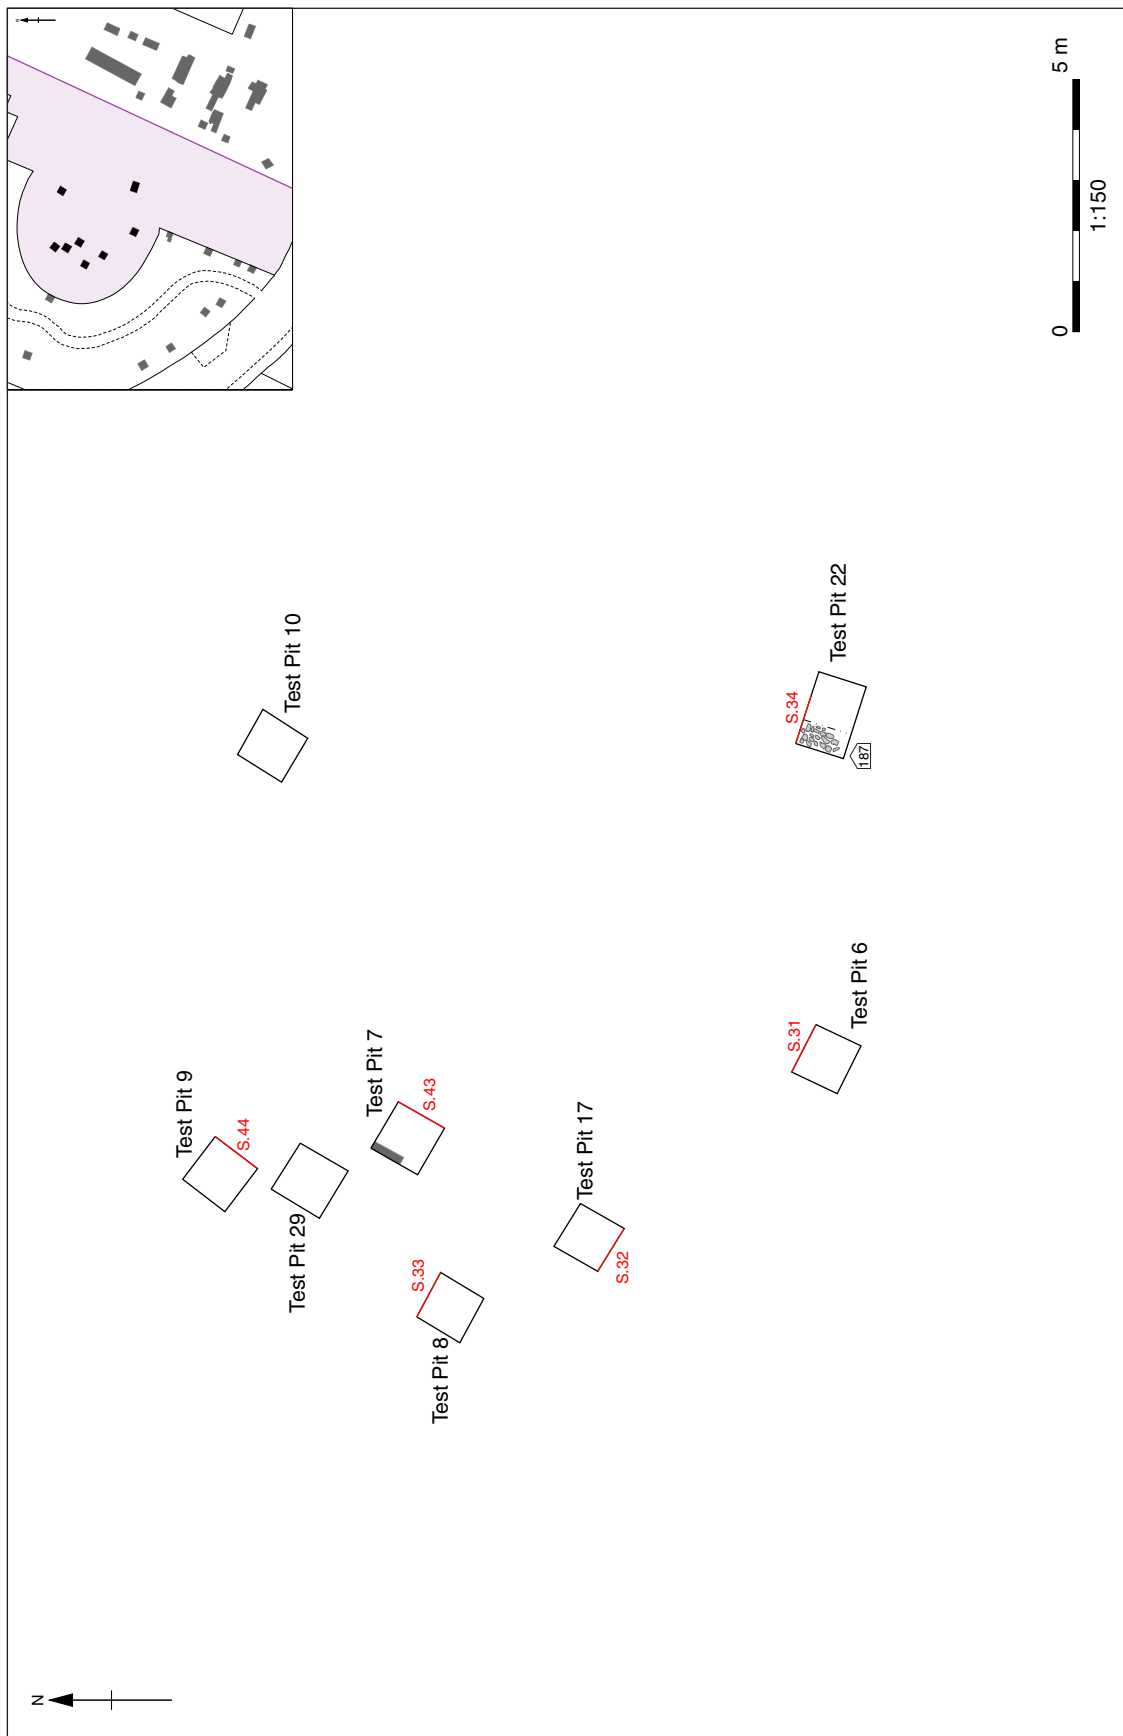 N
Test Pit 9
S.44
Test Pit 29
Test Pit 10
Test Pit 7
S.43
S.33
Test Pit 8
Test Pit 17
S.32
S.31
Test Pit 6
S.34
Test Pit 22
187
0 5 m
1:150